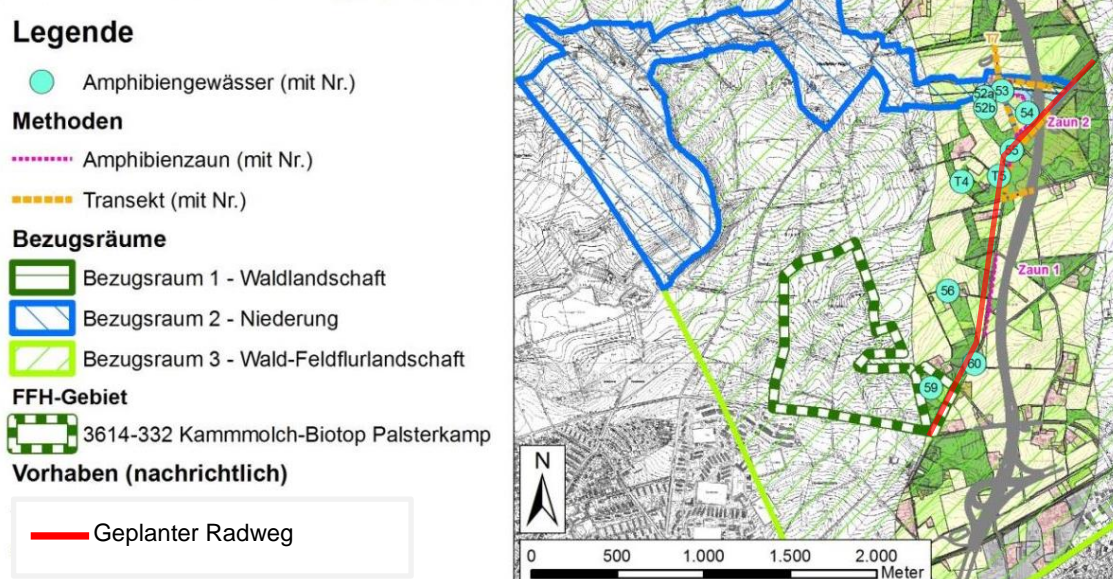 Legende
Amphibiengewässer (mit Nr.)
Methoden
Amphibienzaun (mit Nr.)
Transekt (mit Nr.)
Bezugsräume
Bezugsraum 1 - Waldlandschaft
Bezugsraum 2 - Niederung
Bezugsraum 3 - Wald-Feldflurlandschaft
FFH-Gebiet
3614-332 Kammmolch-Biotop Palsterkamp
Vorhaben (nachrichtlich)
Geplanter Radweg
52a
53
52b
54
Zaun 2
T4
Zaun 1
56
60
59
N
0 500 1.000 1.500 2.000
Meter